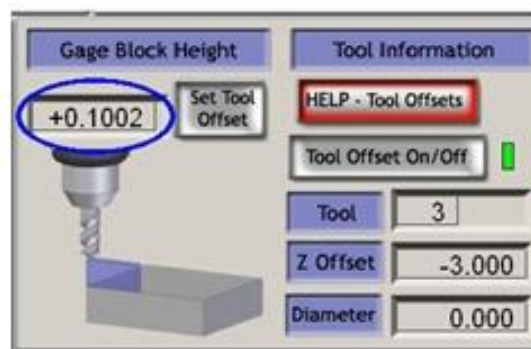 Gage Block Height
+0.1002
Set Tool
Offset
Tool Information
HELP - Tool Offsets
Tool Offset On/Off
Tool
3
Z Offset
-3.000
Diameter
0.000